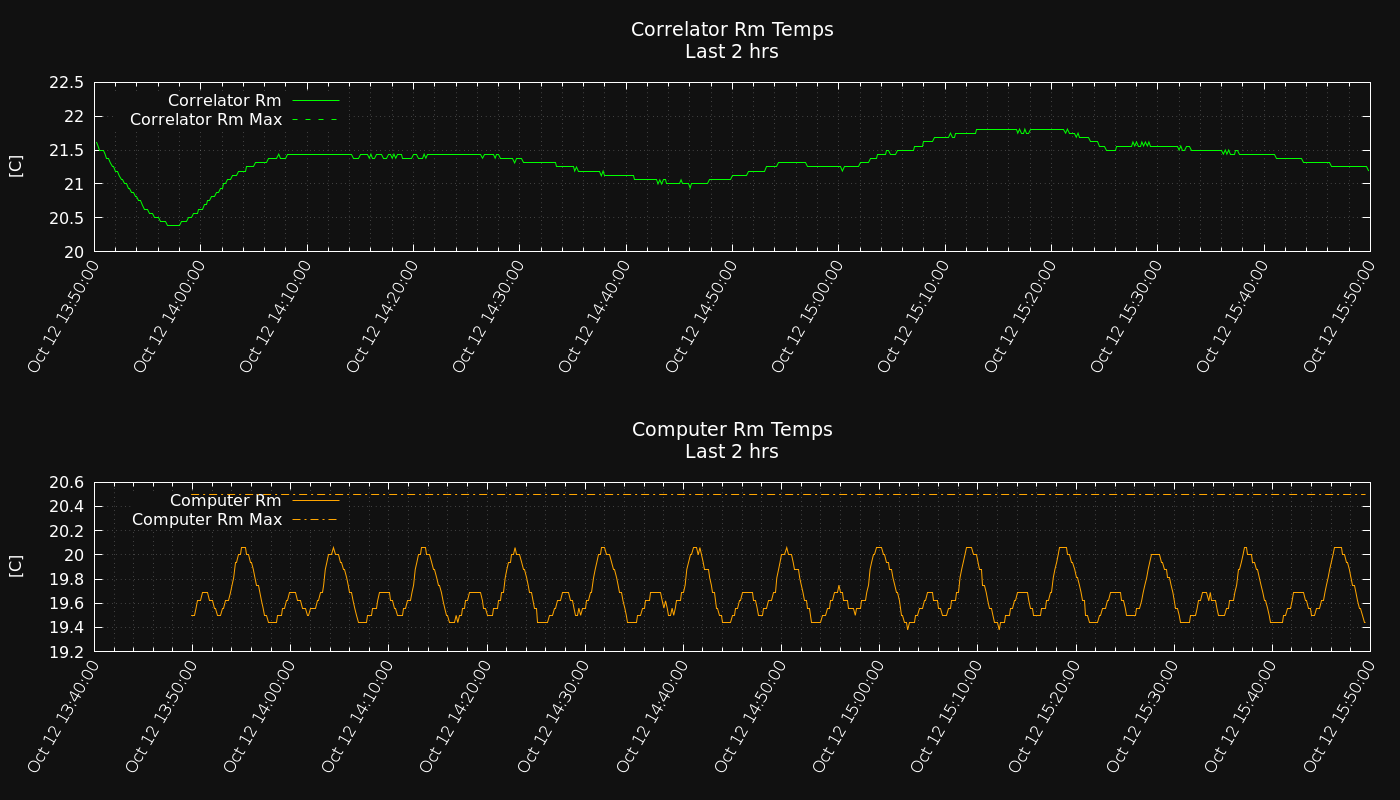 Correlator Rm Temps
Last 2 hrs
22.5
22
21.5
21
20.5
20
[C]
Correlator Rm
Correlator Rm Max
Oct 12 13:50:00
Oct 12 14:00:00
Oct 12 14:10:00
Oct 12 14:20:00
Oct 12 14:30:00
Oct 12 14:40:00
Oct 12 14:50:00
Oct 12 15:00:00
Oct 12 15:10:00
Oct 12 15:20:00
Oct 12 15:30:00
Oct 12 15:40:00
Oct 12 15:50:00
Computer Rm Temps
Last 2 hrs
20.6
20.4
20.2
20
19.8
19.6
19.4
19.2
[C]
Computer Rm
Computer Rm Max
Oct 12 13:40:00
Oct 12 13:50:00
Oct 12 14:00:00
Oct 12 14:10:00
Oct 12 14:20:00
Oct 12 14:30:00
Oct 12 14:40:00
Oct 12 14:50:00
Oct 12 15:00:00
Oct 12 15:10:00
Oct 12 15:20:00
Oct 12 15:30:00
Oct 12 15:40:00
Oct 12 15:50:00